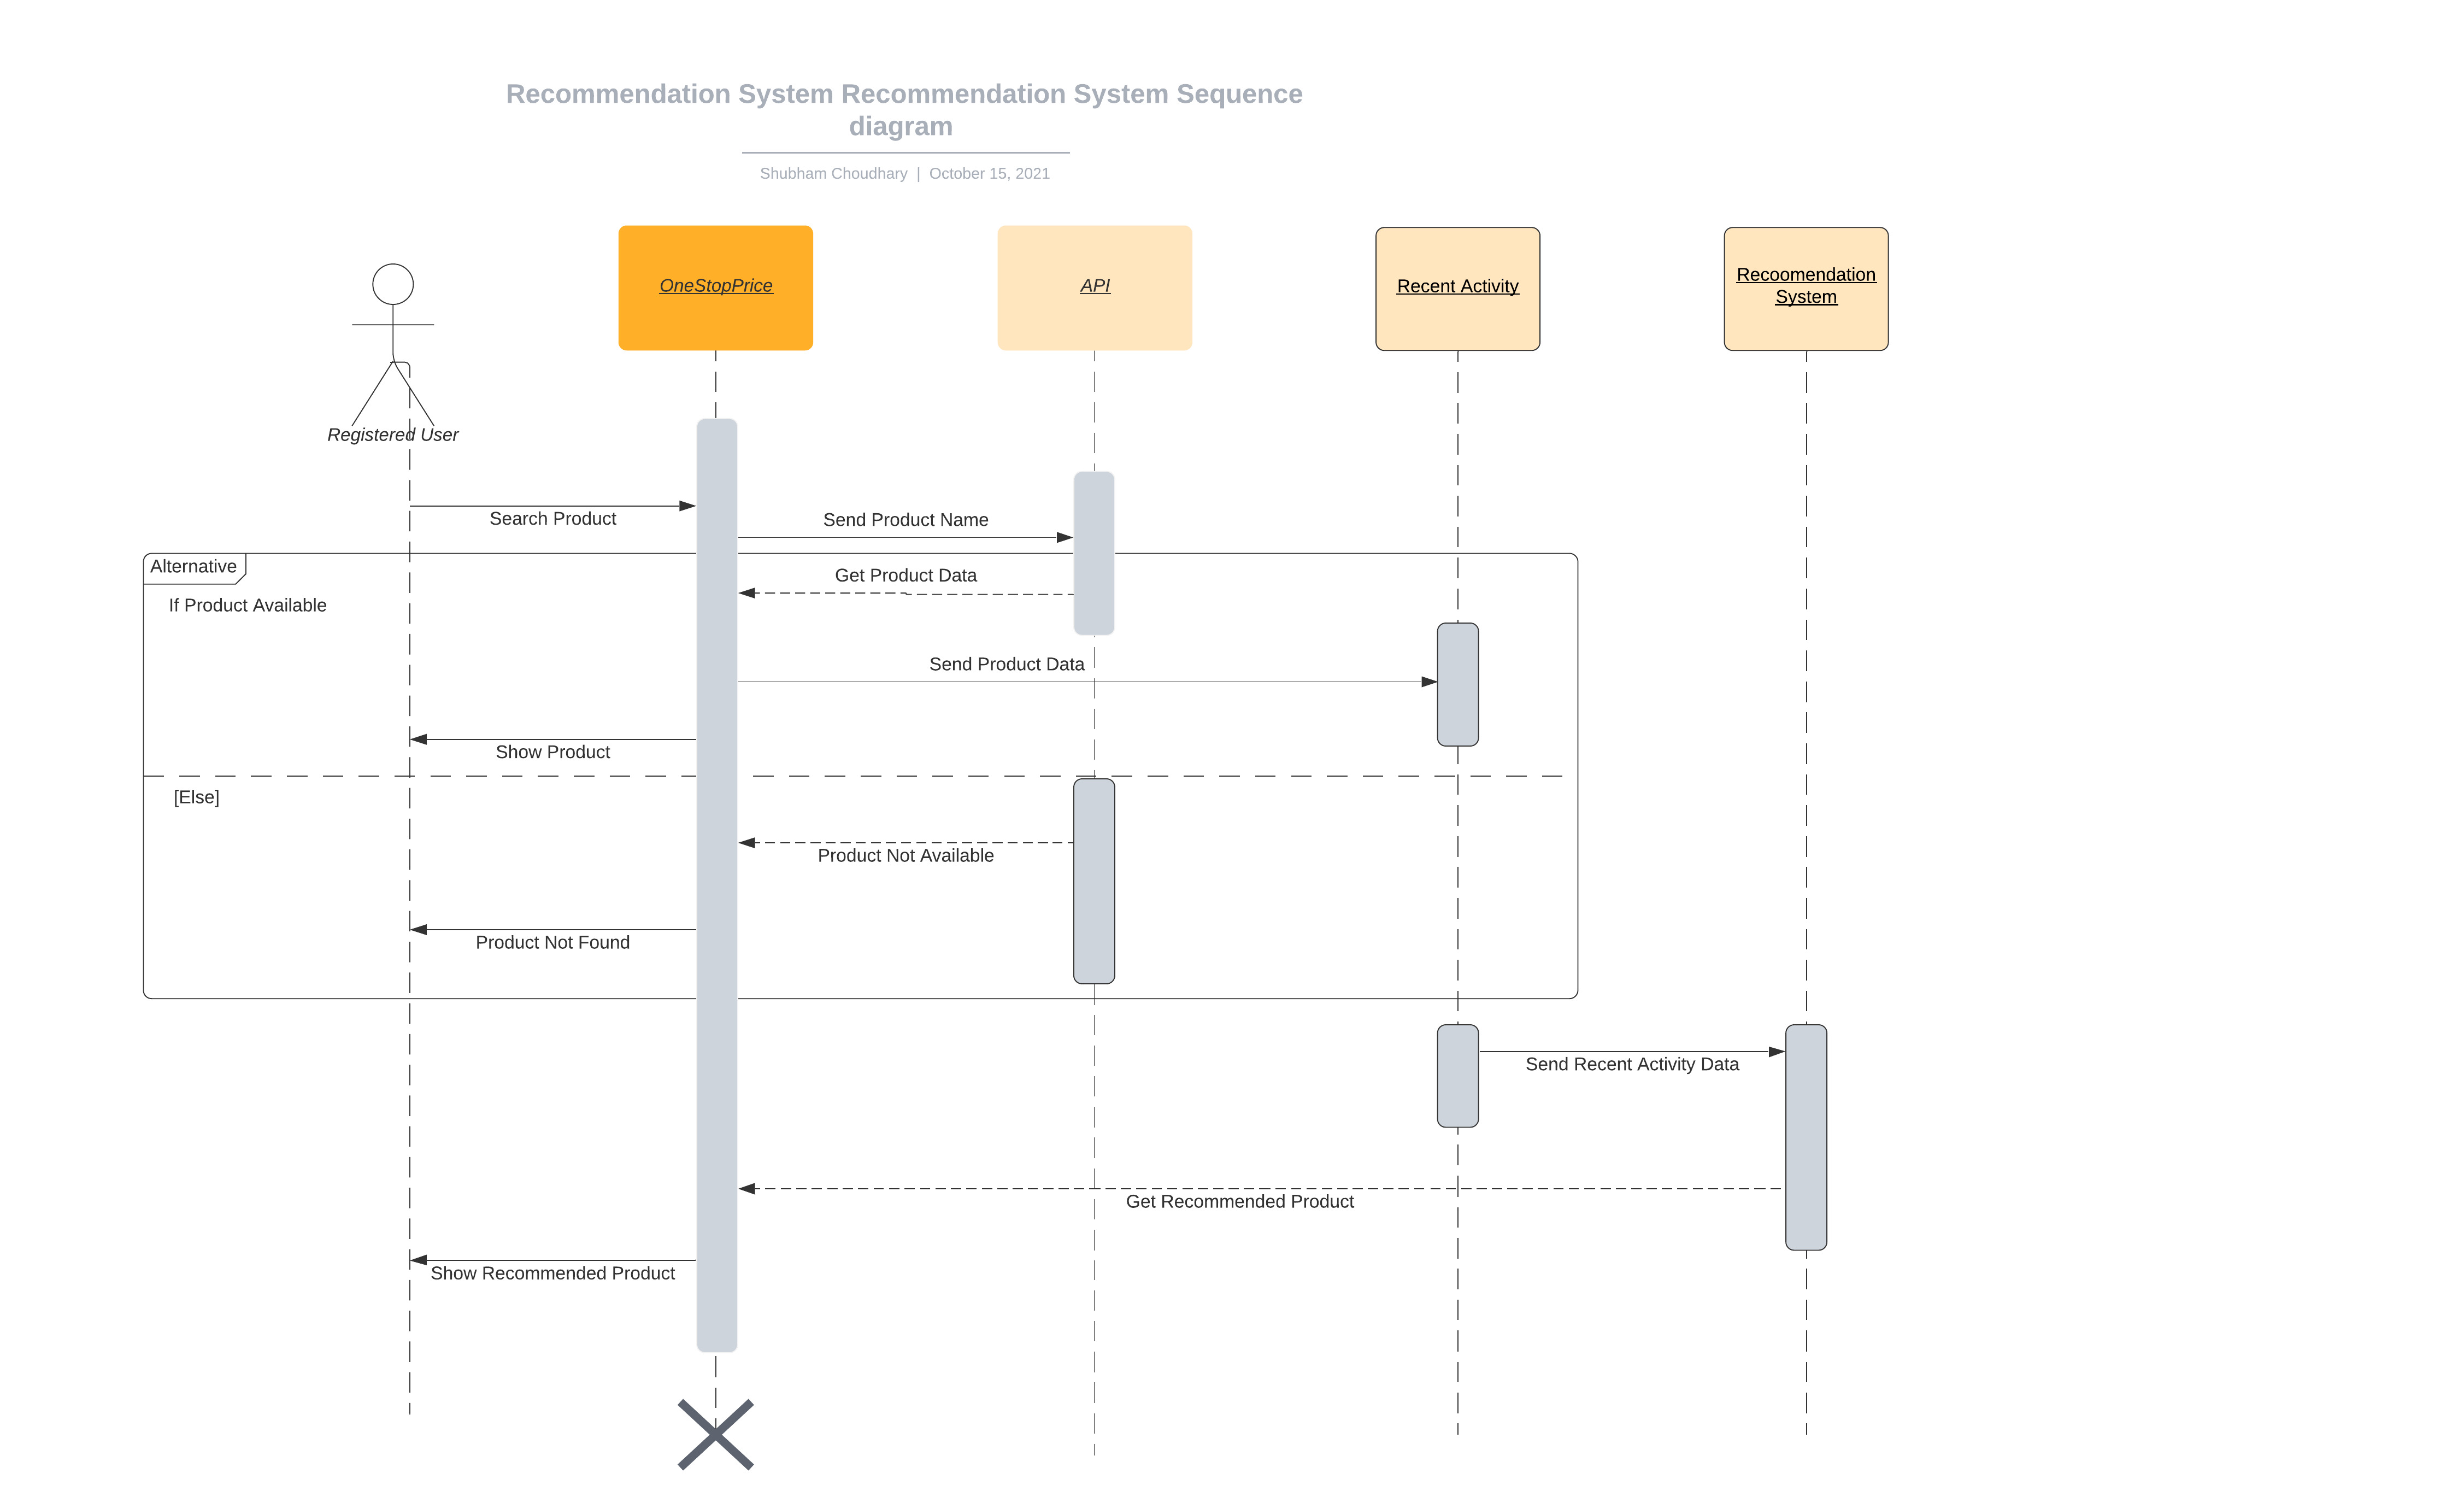 Recommendation System Recommendation System Sequence
diagram
Shubham Choudhary | October 15, 2021
OneStopPrice
API
Recent Activity
Recoomendation
System
Registered User
Search Product
Send Product Name
Alternative
Get Product Data
If Product Available
Send Product Data
Show Product
[Else]
Product Not Available
Product Not Found
Send Recent Activity Data
Get Recommended Product
Show Recommended Product